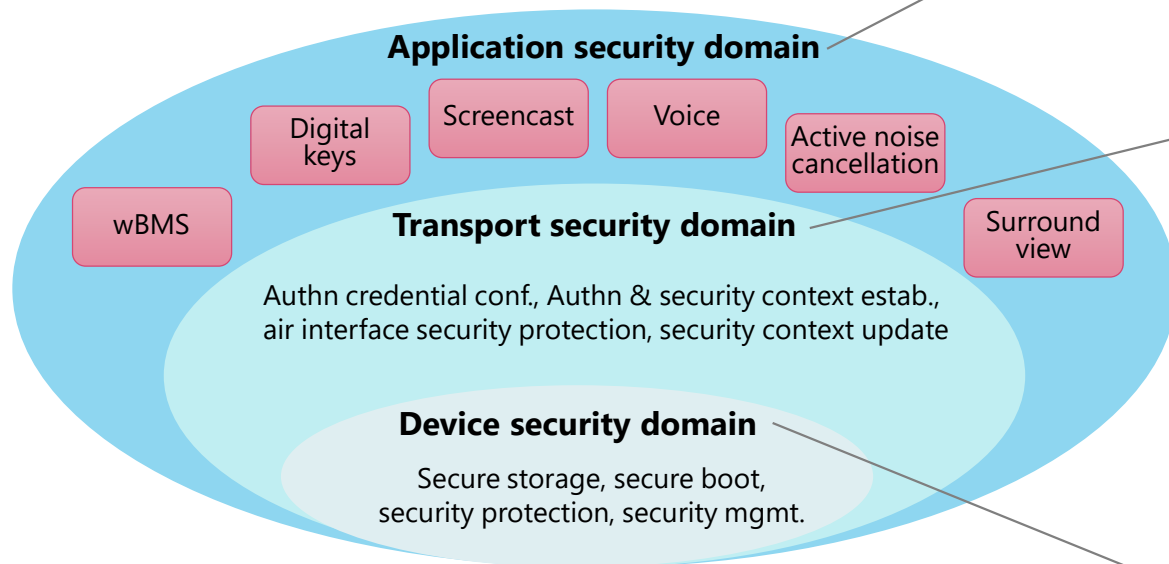 Application security domain
Screencast
Voice
Digital
keys
Active noise
cancellation
wBMS
Surround
view
Transport security domain
Authn credential conf., Authn & security context estab.,
air interface security protection, security context update
Device security domain
Secure storage, secure boot,
security protection, security mgmt.